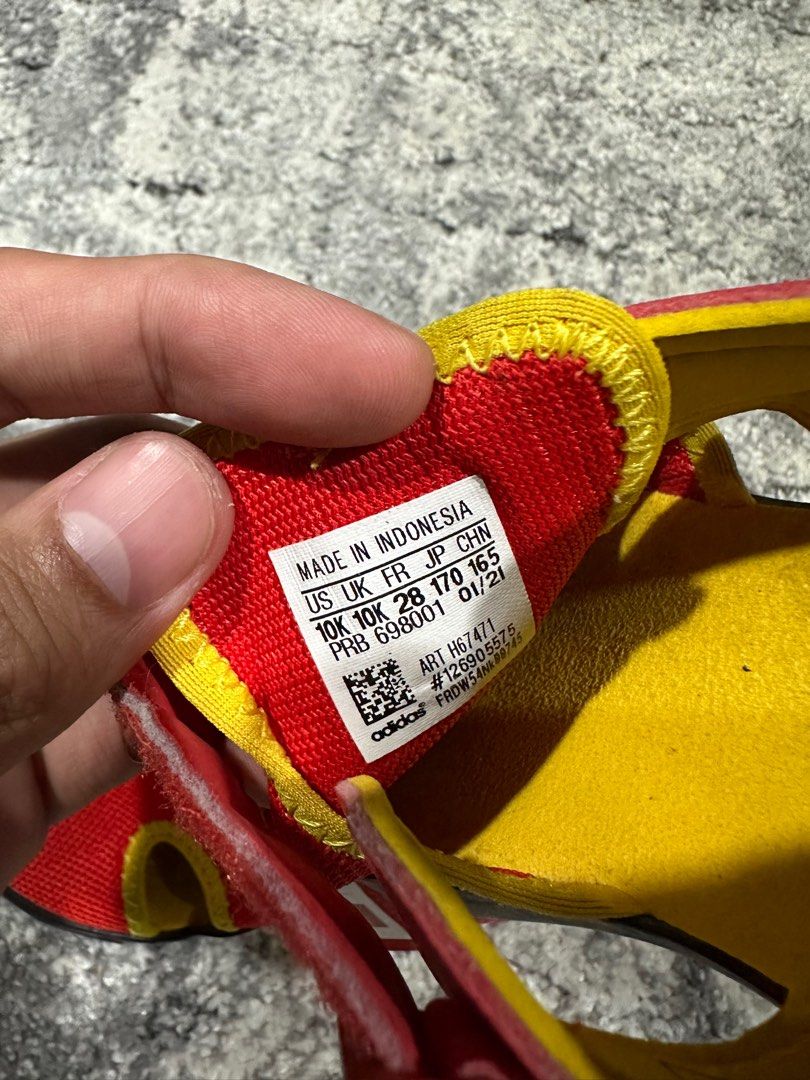 MADE IN INDONESIA
US UK FR JP CHN
10K 10K 28 170 165
PRB 698001 01/21
ART H67471
#126905575
adidas